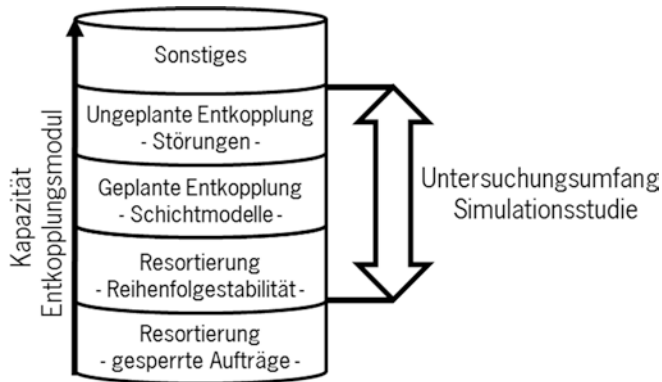 Kapazität
Entkopplungsmodul
Sonstiges
Ungeplante Entkopplung
- Störungen -
Geplante Entkopplung
- Schichtmodelle-
Resortierung
- Reihenfolgestabilität-
Resortierung
- gesperrte Aufträge-
Untersuchungsumfang
Simulationsstudie